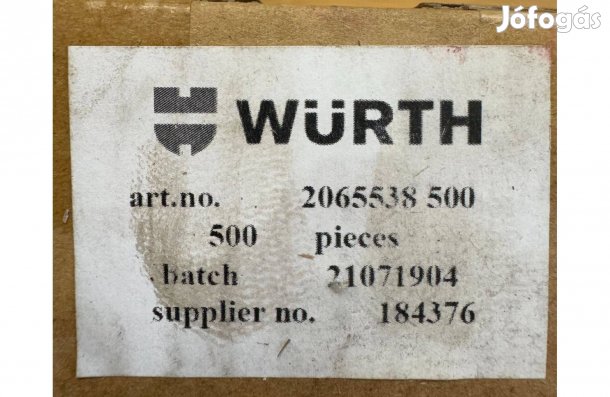 Jófogás
WÜRTH
art.no. 2065538 500
500 pieces
batch 21071904
supplier no. 184376